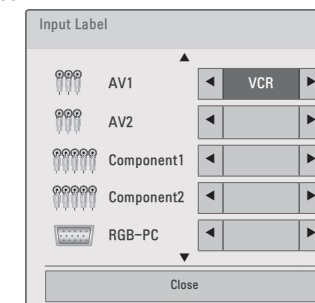 Input Label
AV1 VCR
AV2
Component1
Component2
RGB-PC
Close